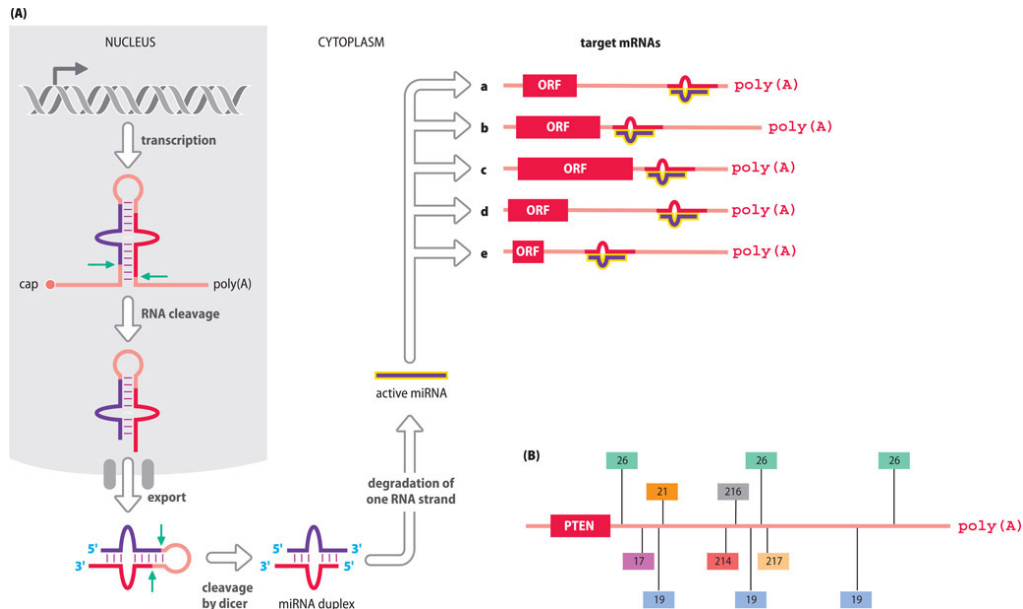 (A)
NUCLEUS
CYTOPLASM
target mRNAs
a
ORF
poly(A)
b
ORF
poly(A)
c
ORF
poly(A)
d
ORF
poly(A)
e
ORF
poly(A)
transcription
cap
poly(A)
RNA cleavage
export
5'
3'
cleavage
by dicer
5'
3'
3'
5'
miRNA duplex
degradation of
one RNA strand
active miRNA
(B)
26
26
26
21
216
PTEN
poly(A)
17
214
217
19
19
19